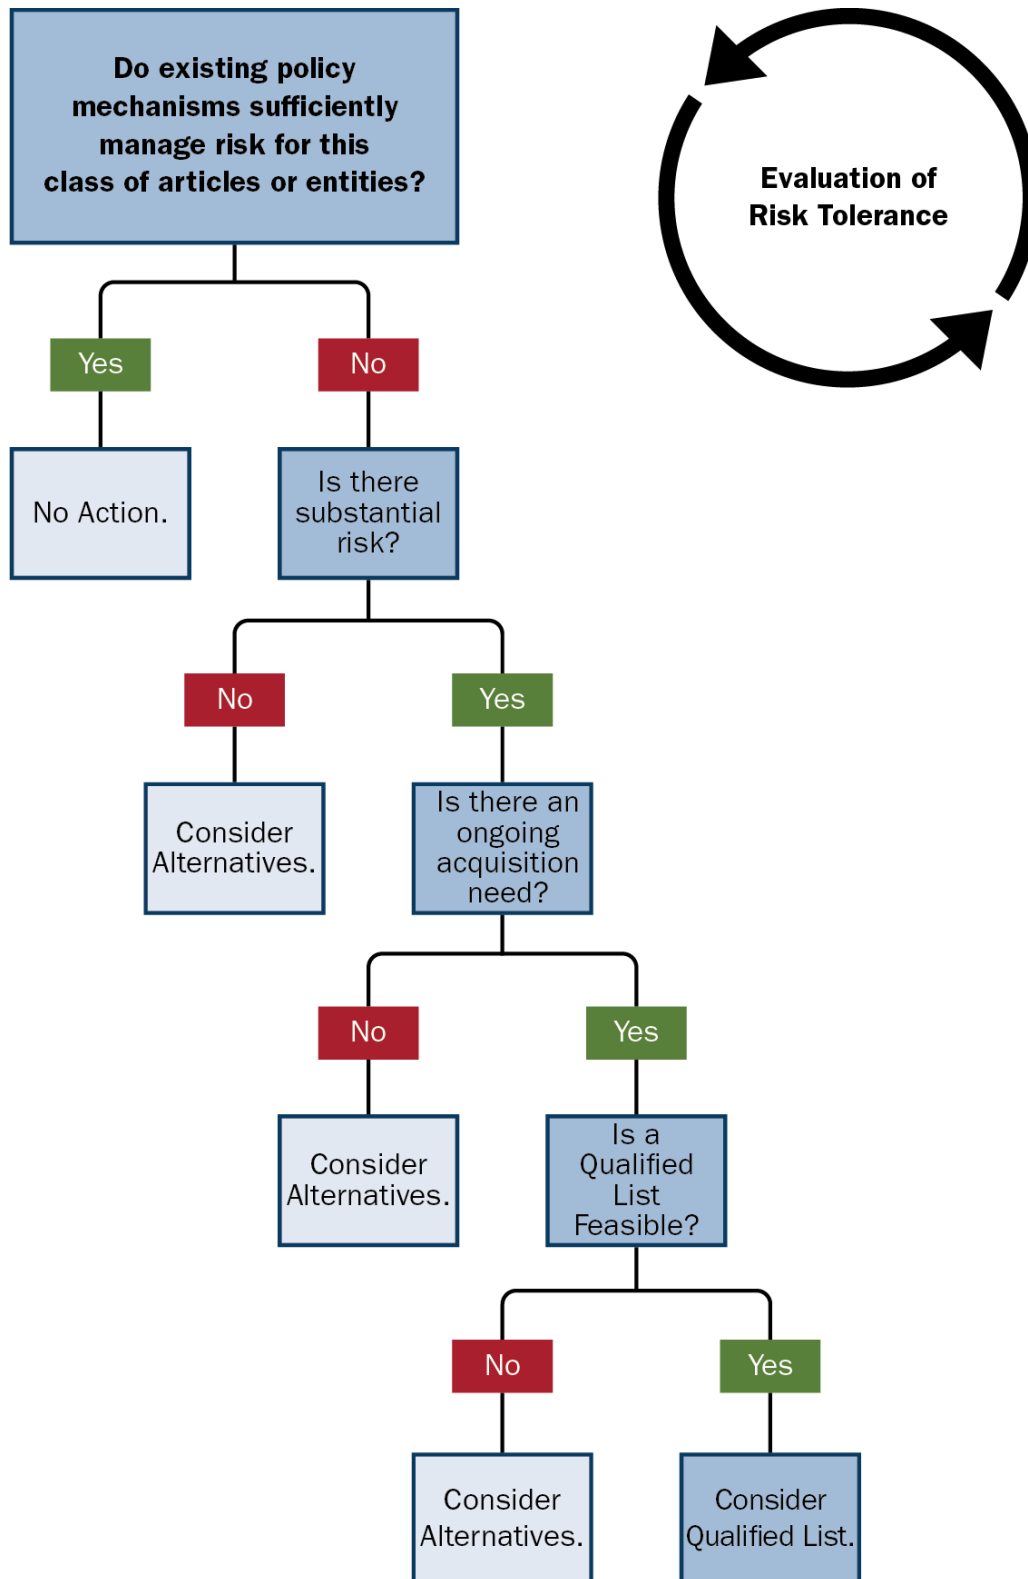 Do existing policy
mechanisms sufficiently
manage risk for this
class of articles or entities?
Evaluation of
Risk Tolerance
Yes
No
No Action.
Is there
substantial
risk?
No
Yes
Consider
Alternatives.
Is there an
ongoing
acquisition
need?
No
Yes
Consider
Alternatives.
Is a
Qualified
List
Feasible?
No
Yes
Consider
Alternatives.
Consider
Qualified List.